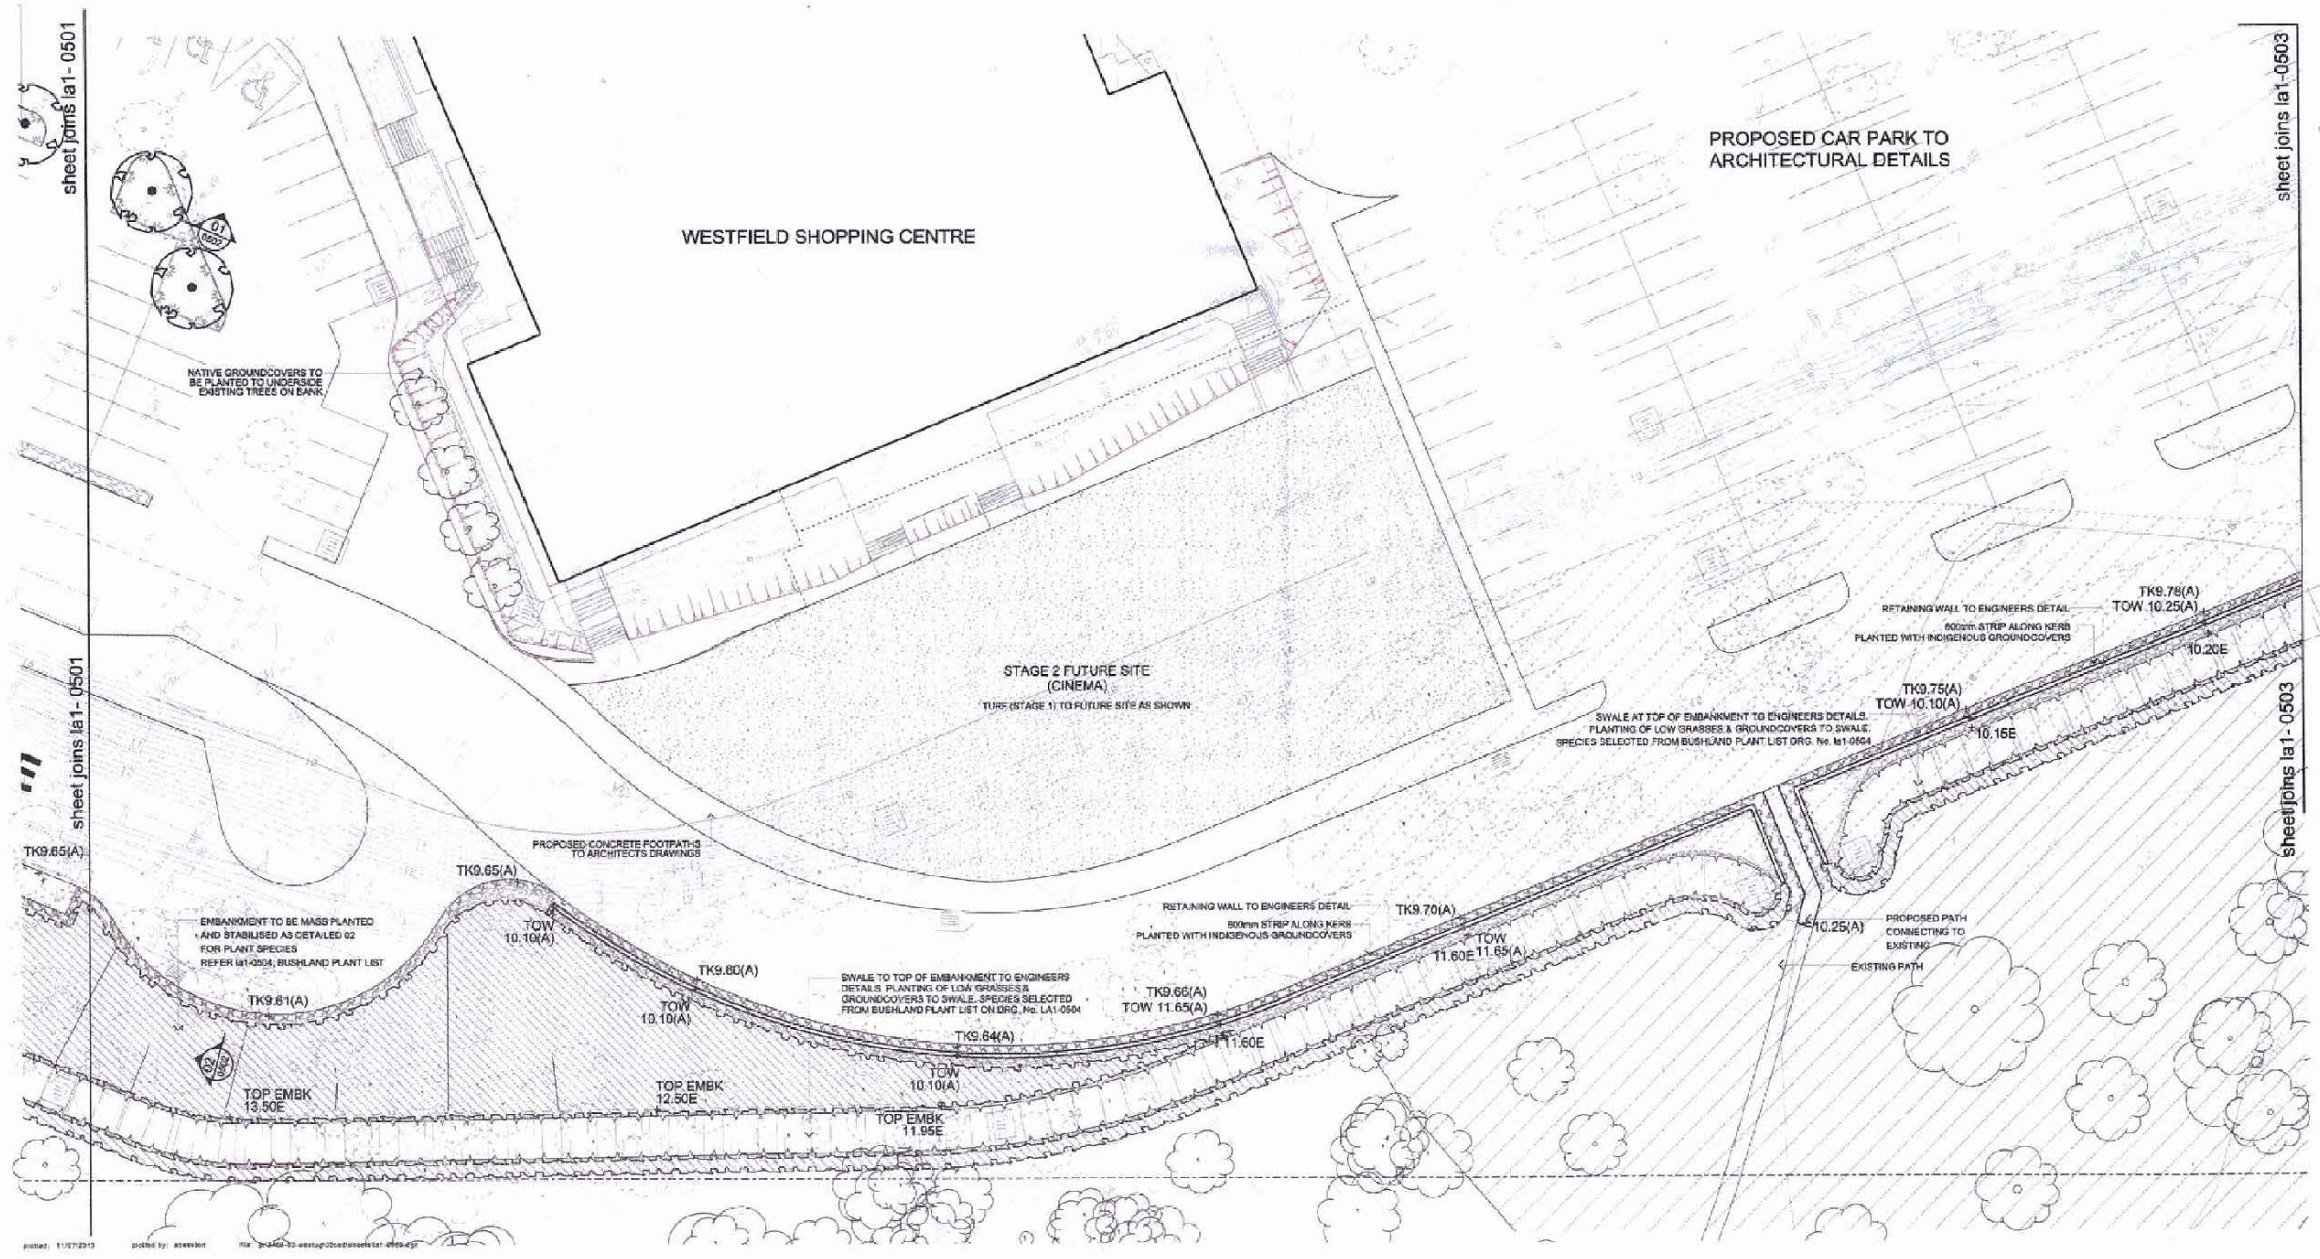 sheet joins la1- 0501
sheet joins la1-0503
PROPOSED CAR PARK TO
ARCHITECTURAL DETAILS
01
0502
WESTFIELD SHOPPING CENTRE
NATIVE GROUNDCOVERS TO
BE PLANTED TO UNDERSIDE
EXISTING TREES ON BANK
TK9.78(A)
TOW 10.25(A)
RETAINING WALL TO ENGINEERS DETAIL
600mm STRIP ALONG KERB
PLANTED WITH INDIGENOUS GROUNDCOVERS
10.20E
STAGE 2 FUTURE SITE
(CINEMA)
TURF (STAGE 1) TO FUTURE SITE AS SHOWN
TK9.75(A)
TOW 10.10(A)
SWALE AT TOP OF EMBANKMENT TO ENGINEERS DETAILS.
PLANTING OF LOW GRASSES & GROUNDCOVERS TO SWALE.
SPECIES SELECTED FROM BUSHLAND PLANT LIST DRG. No. la1-0504
10.15E
sheet joins la1- 0501
sheet joins la1- 0503
PROPOSED CONCRETE FOOTPATHS
TO ARCHITECTS DRAWINGS
TK9.65(A)
TK9.65(A)
EMBANKMENT TO BE MASS PLANTED
AND STABILISED AS DETAILED 02
FOR PLANT SPECIES
REFER la1-0504, BUSHLAND PLANT LIST
TOW
10.10(A)
RETAINING WALL TO ENGINEERS DETAIL
600mm STRIP ALONG KERB
PLANTED WITH INDIGENOUS GROUNDCOVERS
TK9.70(A)
TOW
11.65(A)
11.60E
10.25(A)
PROPOSED PATH
CONNECTING TO
EXISTING
EXISTING PATH
TK9.61(A)
TK9.60(A)
TOW
10.10(A)
SWALE TO TOP OF EMBANKMENT TO ENGINEERS
DETAILS. PLANTING OF LOW GRASSES &
GROUNDCOVERS TO SWALE. SPECIES SELECTED
FROM BUSHLAND PLANT LIST ON DRG. No. LA1-0504
TK9.66(A)
TOW 11.65(A)
TK9.64(A)
11.60E
02
0502
TOW
10.10(A)
TOP EMBK
13.50E
TOP EMBK
12.50E
TOP EMBK
11.95E